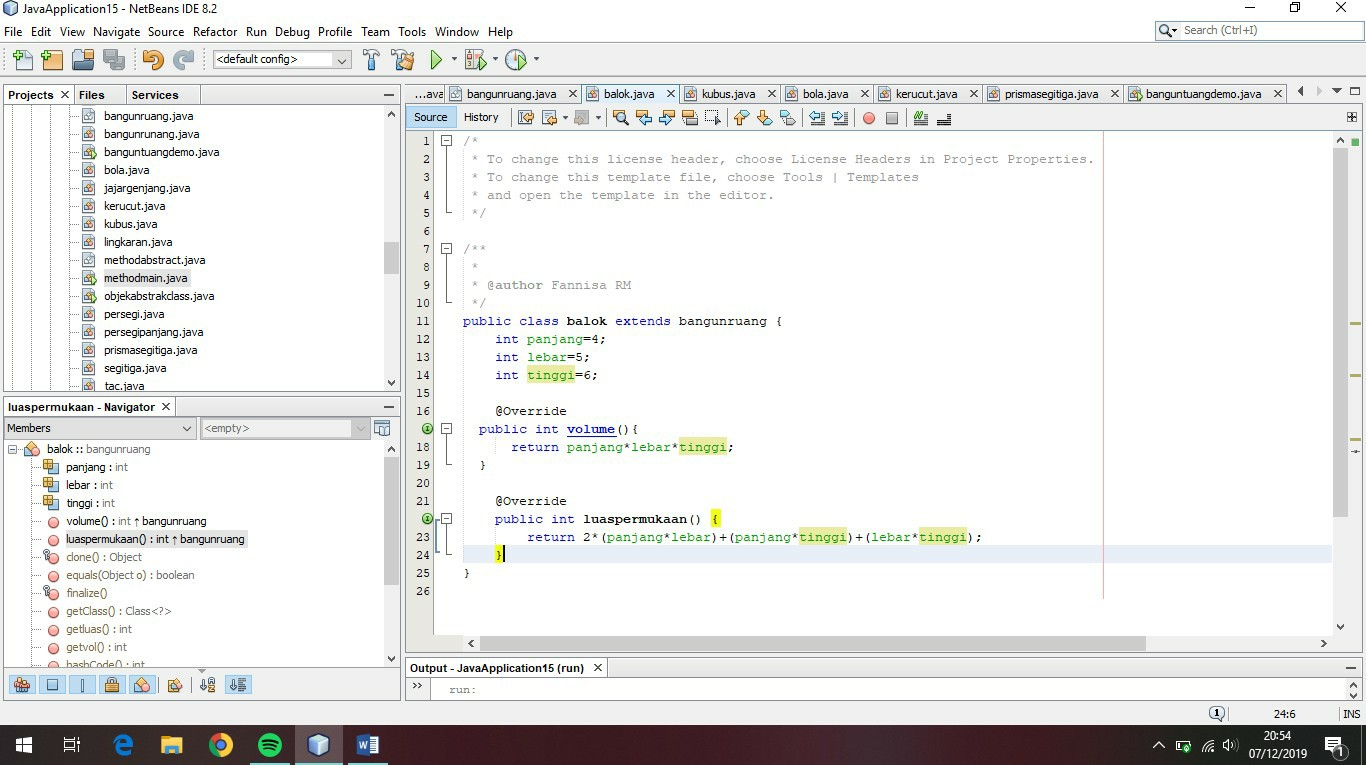 JavaApplication15 - NetBeans IDE 8.2
File Edit View Navigate Source Refactor Run Debug Profile Team Tools Window Help
Search (Ctrl+I)
<default config>
Projects Files Services
bangunruang.java
bangunrunang.java
banguntuangdemo.java
bola.java
jajargenjang.java
kerucut.java
kubus.java
lingkaran.java
methodabstract.java
methodmain.java
objekabstrakclass.java
persegi.java
persegipanjang.java
prismasegitiga.java
segitiga.java
tac.java
luaspermukaan - Navigator
Members <empty>
balok :: bangunruang
panjang : int
lebar : int
tinggi : int
volume() : int ↑ bangunruang
luaspermukaan() : int ↑ bangunruang
clone() : Object
equals(Object o) : boolean
finalize()
getClass() : Class<?>
getluas() : int
getvol() : int
hashCode() : int
...ava bangunruang.java balok.java kubus.java bola.java kerucut.java prismasegitiga.java banguntuangdemo.java
Source History
1 /*
2 * To change this license header, choose License Headers in Project Properties.
3 * To change this template file, choose Tools | Templates
4 * and open the template in the editor.
5 */
6
7 /**
8 *
9 * @author Fannisa RM
10 */
11 public class balok extends bangunruang {
12 int panjang=4;
13 int lebar=5;
14 int tinggi=6;
15
16 @Override
public int volume(){
18 return panjang*lebar*tinggi;
19 }
20
21 @Override
public int luaspermukaan() {
23 return 2*(panjang*lebar)+(panjang*tinggi)+(lebar*tinggi);
24 }
25 }
26
Output - JavaApplication15 (run)
run:
1 24:6 INS
20:54
07/12/2019
1